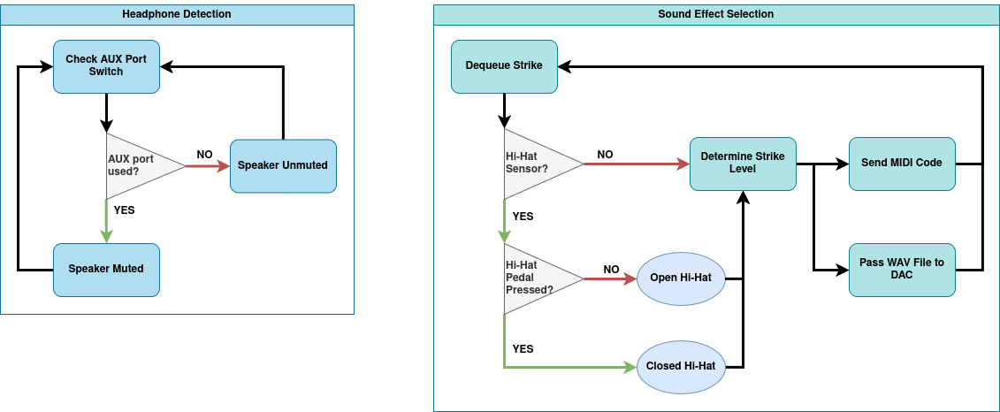 Headphone Detection
Check AUX Port
Switch
AUX port
used?
NO
Speaker Unmuted
YES
Speaker Muted
Sound Effect Selection
Dequeue Strike
Hi-Hat
Sensor?
NO
Determine Strike
Level
Send MIDI Code
YES
Pass WAV File to
DAC
Hi-Hat
Pedal
Pressed?
NO
Open Hi-Hat
YES
Closed Hi-Hat